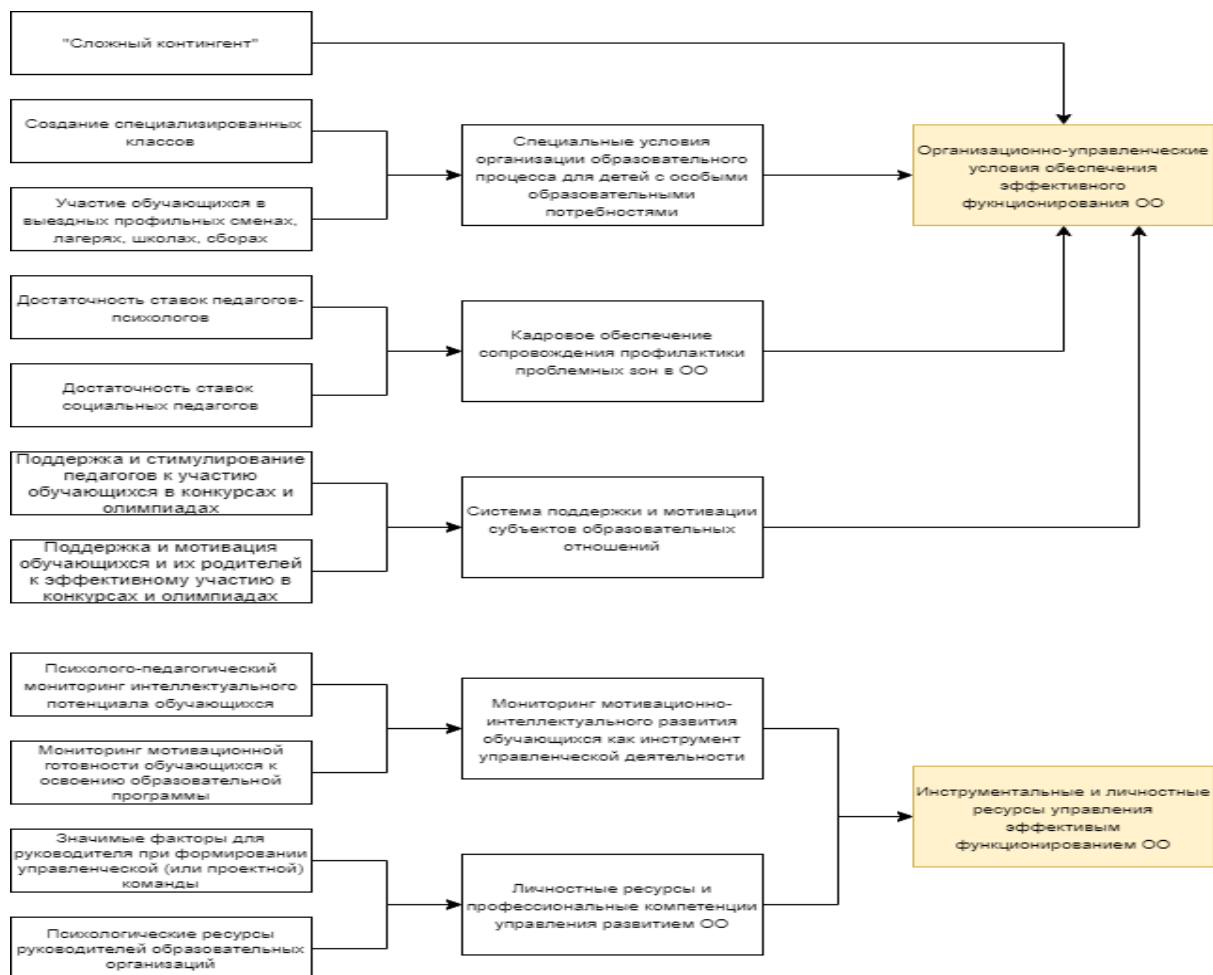 "Сложный контингент"
Создание специализированных
классов
Участие обучающихся в
выездных профильных сменах,
лагерях, школах, сборах
Специальные условия
организации образовательного
процесса для детей с особыми
образовательными
потребностями
Организационно-управленческие
условия обеспечения
эффективного
фукнционирования ОО
Достаточность ставок педагогов-
психологов
Достаточность ставок
социальных педагогов
Кадровое обеспечение
сопровождения профилактики
проблемных зон в ОО
Поддержка и стимулирование
педагогов к участию
обучающихся в конкурсах и
олимпиадах
Поддержка и мотивация
обучающихся и их родителей
к эффективному участию в
конкурсах и олимпиадах
Система поддержки и мотивации
субъектов образовательных
отношений
Психолого-педагогический
мониторинг интеллектуального
потенциала обучающихся
Мониторинг мотивационной
готовности обучающихся к
освоению образовательной
программы
Мониторинг мотивационно-
интеллектуального развития
обучающихся как инструмент
управленческой деятельности
Значимые факторы для
руководителя при формировании
управленческой (или проектной)
команды
Психологические ресурсы
руководителей образовательных
организаций
Личностные ресурсы и
профессиональные компетенции
управления развитием ОО
Инструментальные и личностные
ресурсы управления
эффективым
функционированием ОО